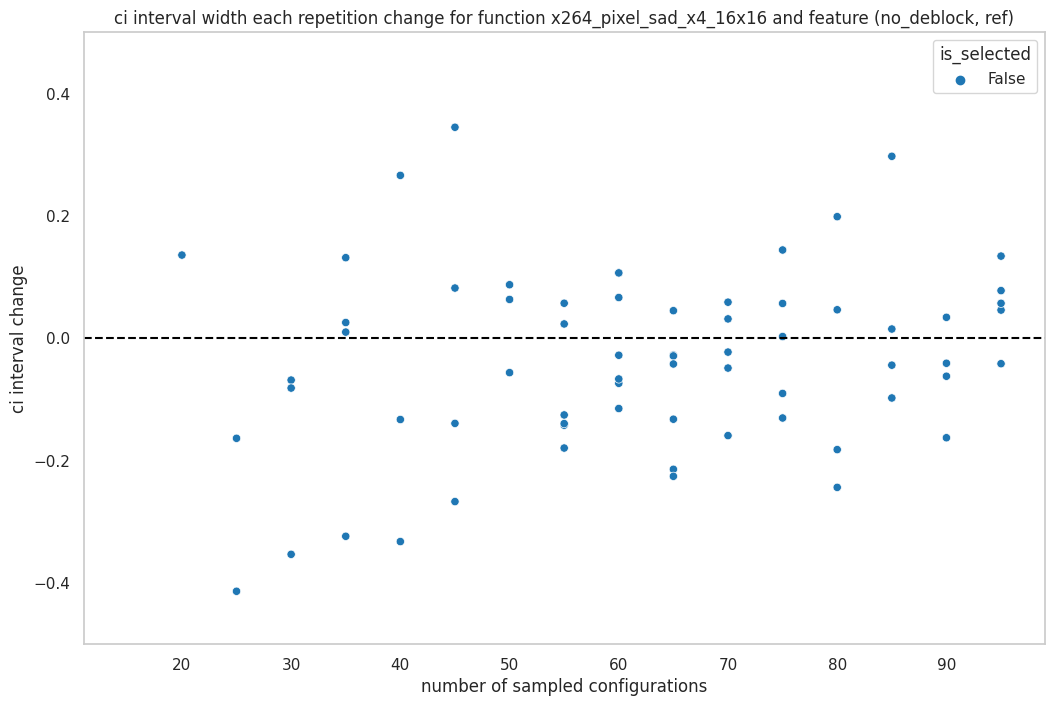 ci interval width each repetition change for function x264_pixel_sad_x4_16x16 and feature (no_deblock, ref)
is_selected
False
0.4
0.2
0.0
−0.2
−0.4
ci interval change
20 30 40 50 60 70 80 90
number of sampled configurations